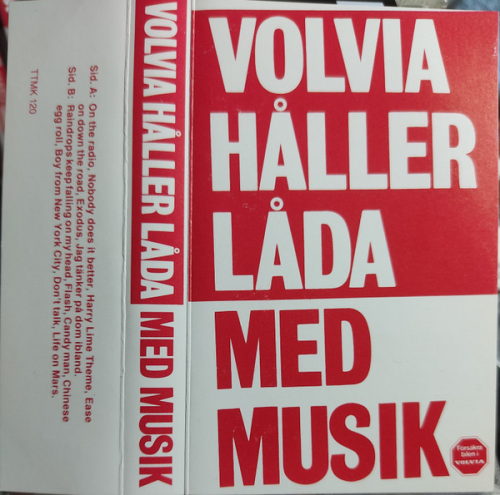 VOLVIA
HÅLLER
LÅDA
MED
MUSIK
Försäkra
bilen i
VOLVIA
VOLVIA HÅLLER LÅDA MED MUSIK
Sid. A: On the radio, Nobody does it better, Harry Lime Theme, Ease
on down the road, Exodus, Jag tänker på dom ibland.
Sid. B: Raindrops keep falling on my head, Flash, Candy man, Chinese
egg roll, Boy from New York City, Don't talk, Life on Mars.
TTMK 120